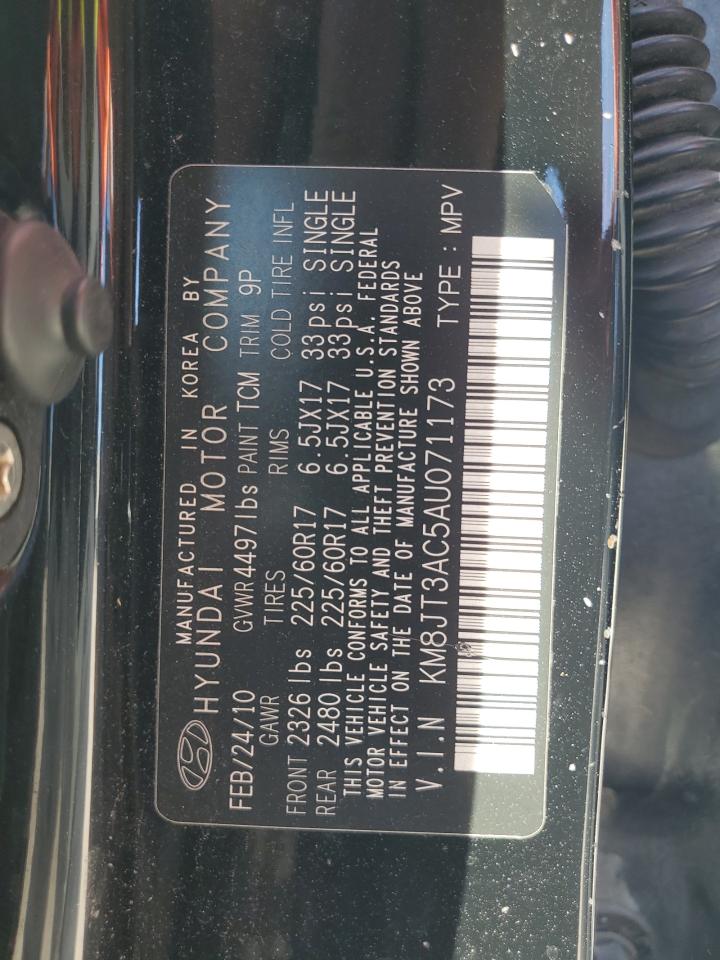 MANUFACTURED IN KOREA BY
HYUNDAI MOTOR COMPANY
FEB/24/10 GVWR 4497lbs PAINT TCM TRIM 9P
GAWR TIRES RIMS COLD TIRE INFL
FRONT 2326 lbs 225/60R17 6.5JX17 33psi SINGLE
REAR 2480 lbs 225/60R17 6.5JX17 33psi SINGLE
THIS VEHICLE CONFORMS TO ALL APPLICABLE U.S.A. FEDERAL
MOTOR VEHICLE SAFETY AND THEFT PREVENTION STANDARDS
IN EFFECT ON THE DATE OF MANUFACTURE SHOWN ABOVE
V.I.N KM8JT3AC5AU071173 TYPE : MPV